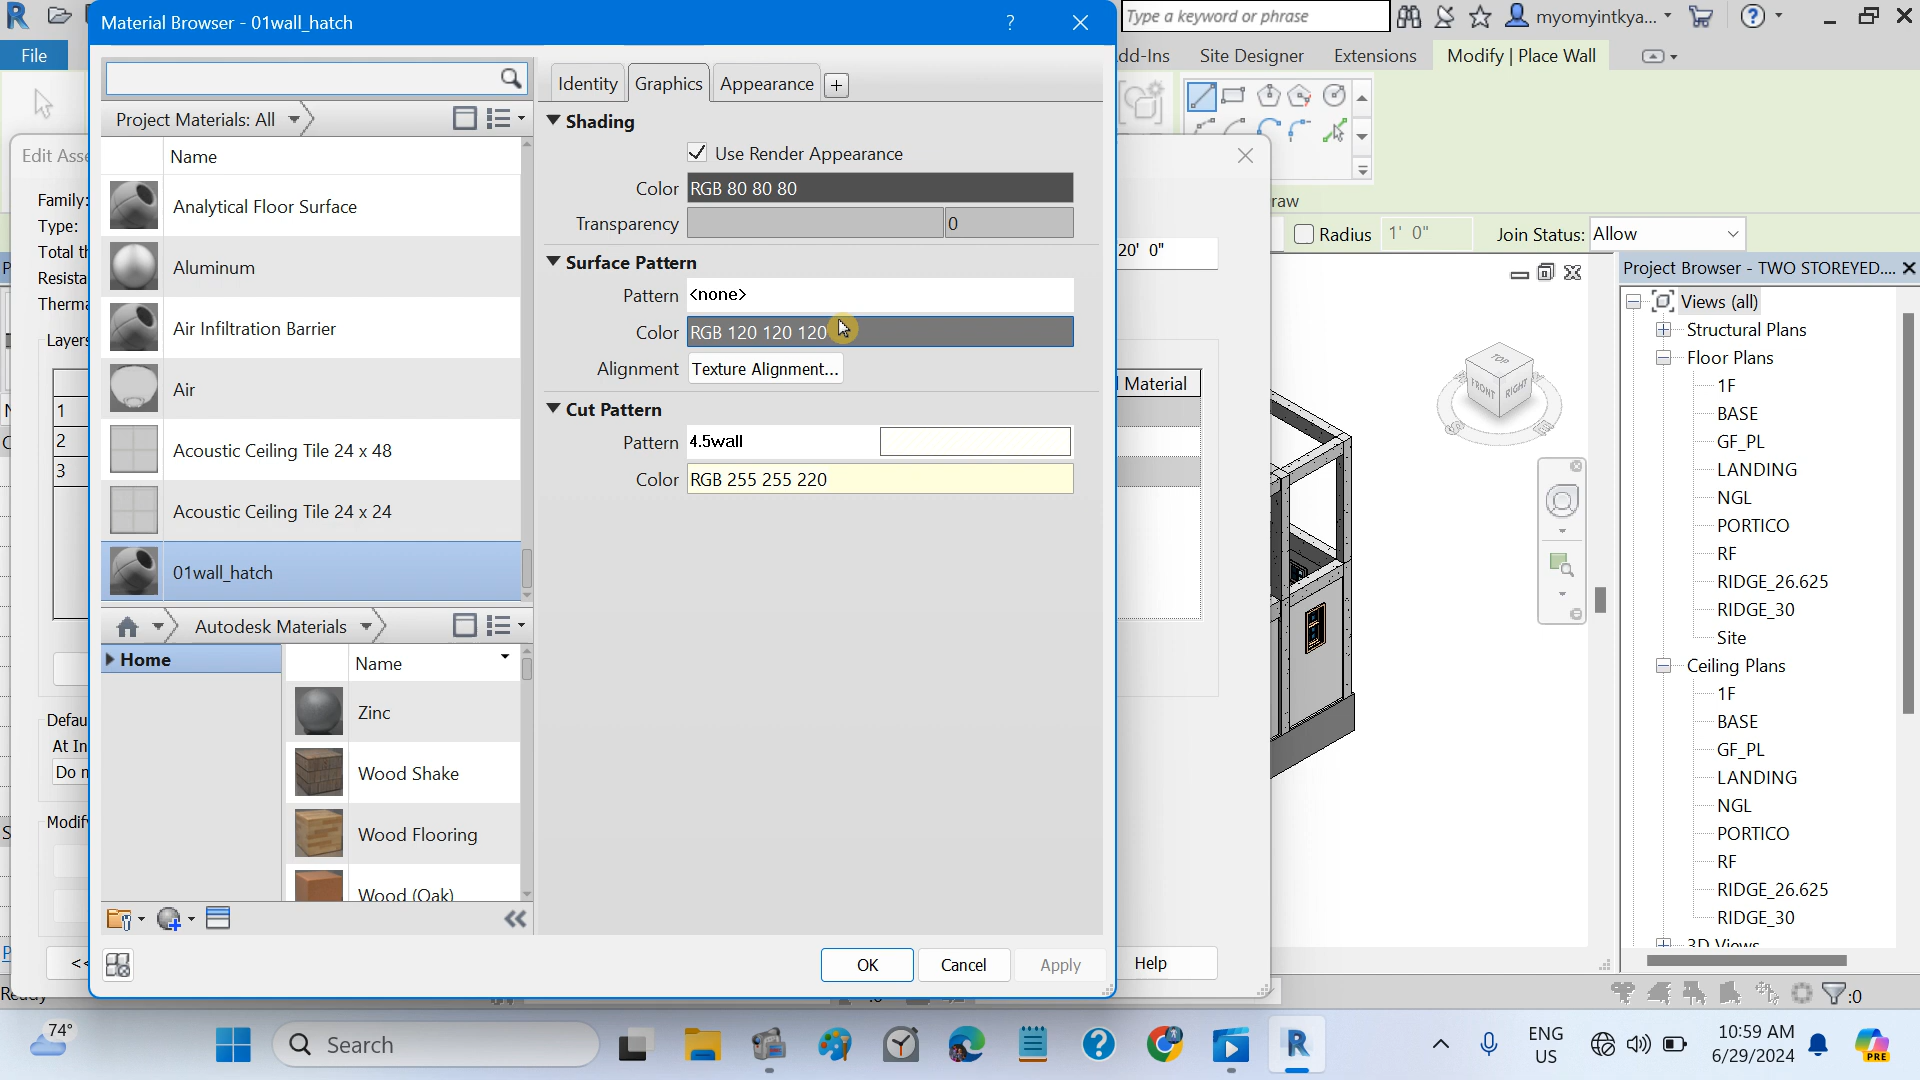 Material Browser - 01wall_hatch
?
Type a keyword or phrase
myomyintkya...
File
Add-Ins
Site Designer
Extensions
Modify | Place Wall
Identity
Graphics
Appearance
Project Materials: All
Name
Analytical Floor Surface
Aluminum
Air Infiltration Barrier
Air
Acoustic Ceiling Tile 24 x 48
Acoustic Ceiling Tile 24 x 24
01wall_hatch
Autodesk Materials
Home
Name
Zinc
Wood Shake
Wood Flooring
Wood (Oak)
Shading
Use Render Appearance
Color RGB 80 80 80
Transparency 0
Surface Pattern
Pattern <none>
Color RGB 120 120 120
Alignment Texture Alignment...
Cut Pattern
Pattern 4.5wall
Color RGB 255 255 220
OK
Cancel
Apply
Help
Edit Asse
Family:
Type:
Total th
Resista
Therma
Layers
1
2
3
Defau
At In
Do n
Modify
<<
20' 0"
Material
Radius
1' 0"
Join Status: Allow
TOP
FRONT
RIGHT
Project Browser - TWO STOREYED....
Views (all)
Structural Plans
Floor Plans
1F
BASE
GF_PL
LANDING
NGL
PORTICO
RF
RIDGE_26.625
RIDGE_30
Site
Ceiling Plans
1F
BASE
GF_PL
LANDING
NGL
PORTICO
RF
RIDGE_26.625
RIDGE_30
3D Views
Ready
:0
74°
Search
ENG
US
10:59 AM
6/29/2024
PRE